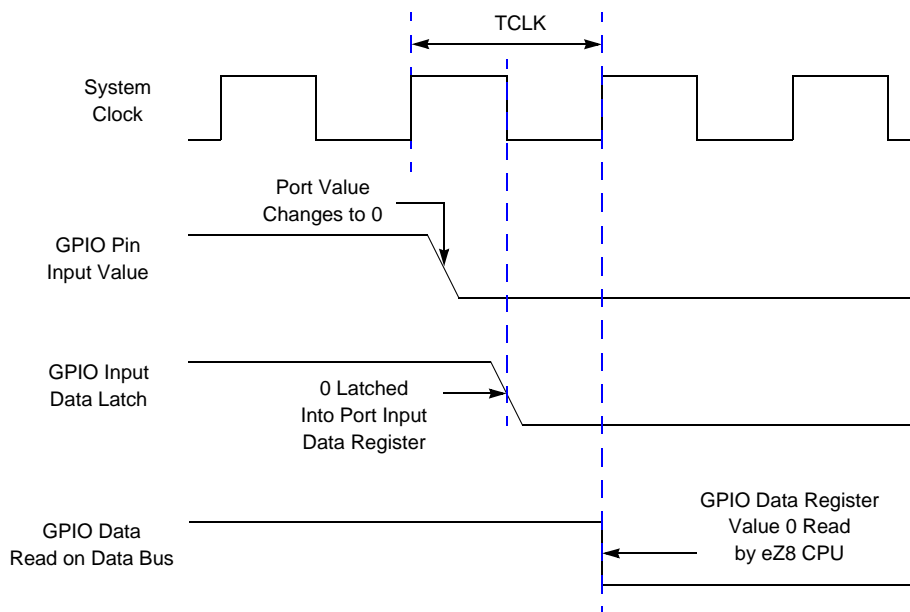 TCLK
System
Clock
Port Value
Changes to 0
GPIO Pin
Input Value
GPIO Input
Data Latch
0 Latched
Into Port Input
Data Register
GPIO Data Register
Value 0 Read
by eZ8 CPU
GPIO Data
Read on Data Bus